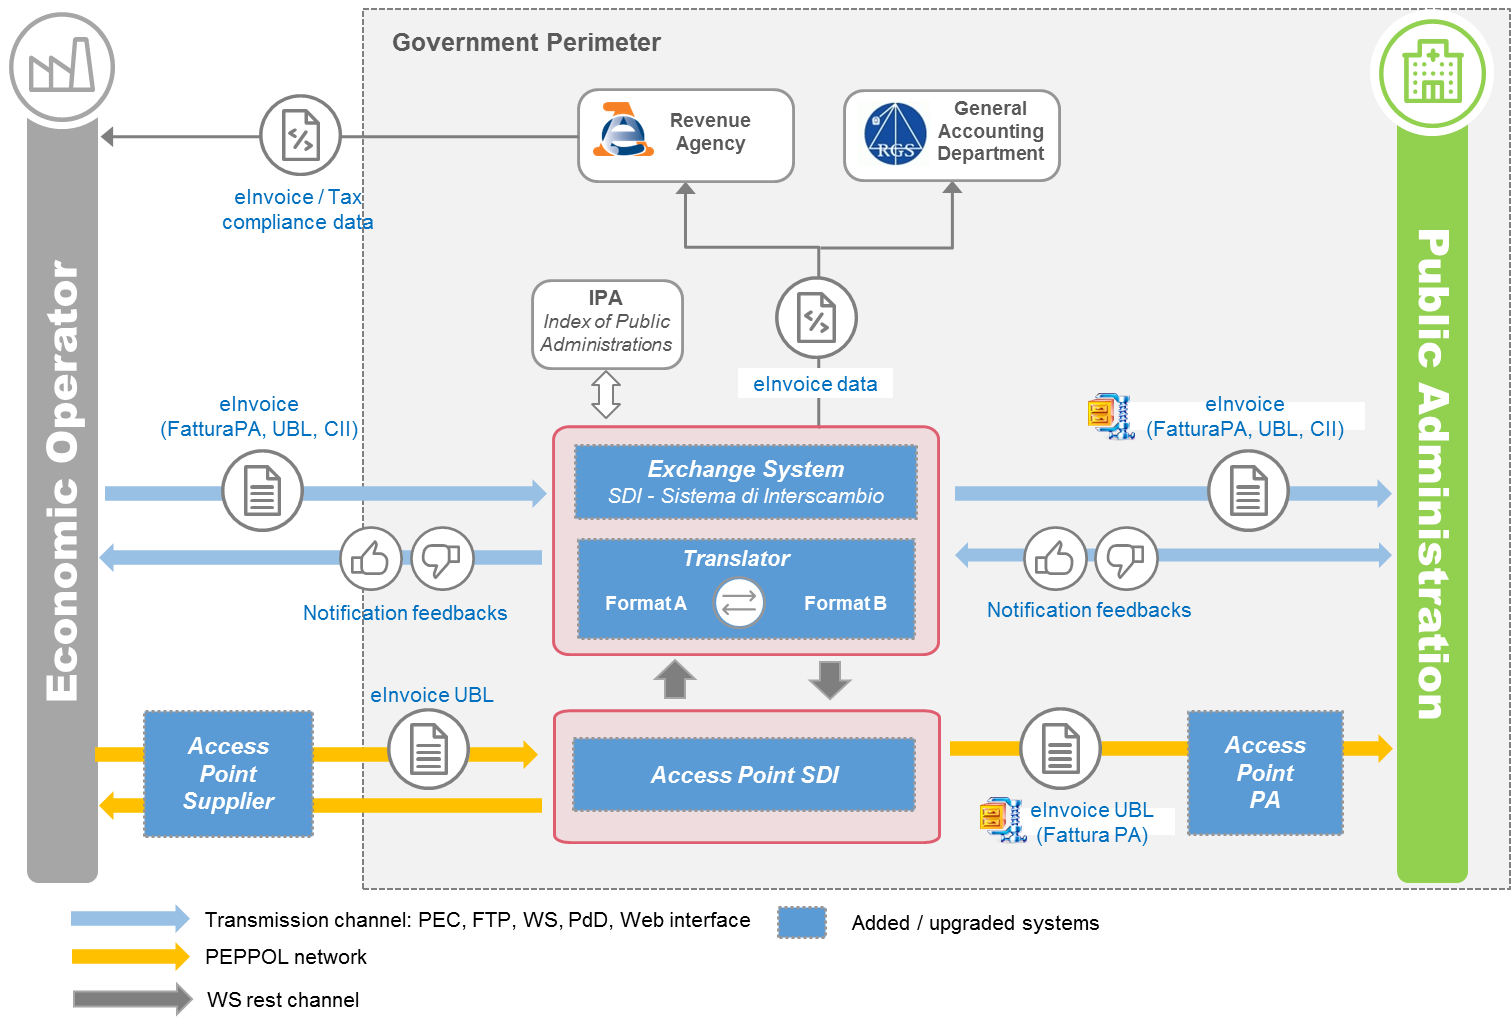 Government Perimeter
Revenue
Agency
RGS
General
Accounting
Department
eInvoice / Tax
compliance data
IPA
Index of Public
Administrations
eInvoice data
Economic Operator
Public Administration
eInvoice
(FatturaPA, UBL, CII)
eInvoice
(FatturaPA, UBL, CII)
Exchange System
SDI - Sistema di Interscambio
Translator
Format A
Format B
Notification feedbacks
Notification feedbacks
eInvoice UBL
Access
Point
Supplier
Access Point SDI
Access
Point
PA
eInvoice UBL
(Fattura PA)
Transmission channel: PEC, FTP, WS, PdD, Web interface
Added / upgraded systems
PEPPOL network
WS rest channel